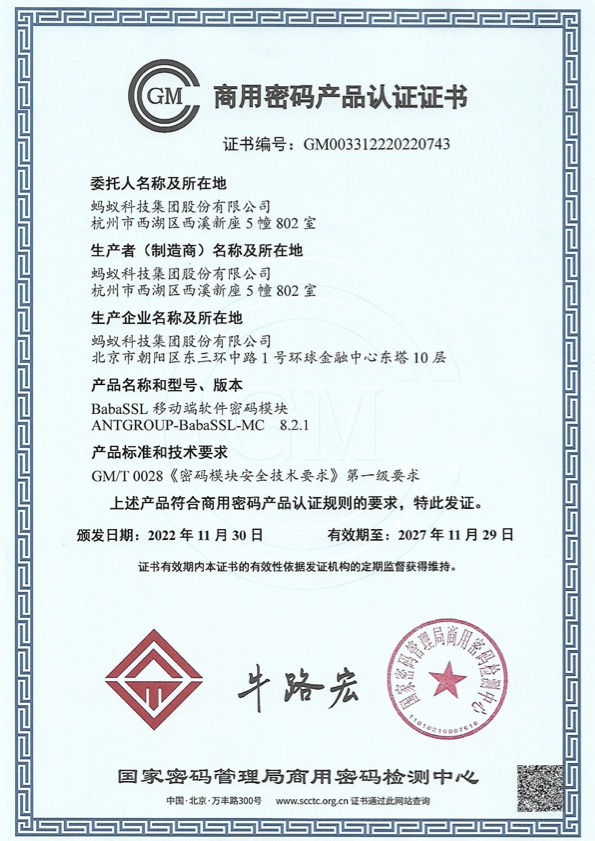 GM
商用密码产品认证证书
证书编号：GM003312220220743
委托人名称及所在地
蚂蚁科技集团股份有限公司
杭州市西湖区西溪新座 5 幢 802 室
生产者（制造商）名称及所在地
蚂蚁科技集团股份有限公司
杭州市西湖区西溪新座 5 幢 802 室
生产企业名称及所在地
蚂蚁科技集团股份有限公司
北京市朝阳区东三环中路 1 号环球金融中心东塔 10 层
产品名称和型号、版本
BabaSSL 移动端软件密码模块
ANTGROUP-BabaSSL-MC 8.2.1
产品标准和技术要求
GM/T 0028《密码模块安全技术要求》第一级要求
上述产品符合商用密码产品认证规则的要求，特此发证。
颁发日期：2022 年 11 月 30 日 有效期至：2027 年 11 月 29 日
证书有效期内本证书的有效性依据发证机构的定期监督获得维持。
牛路宏
国家密码管理局商用密码检测中心
国家密码管理局商用密码检测中心
中国·北京·万丰路300号 www.scctc.org.cn 证书通过此网站查询